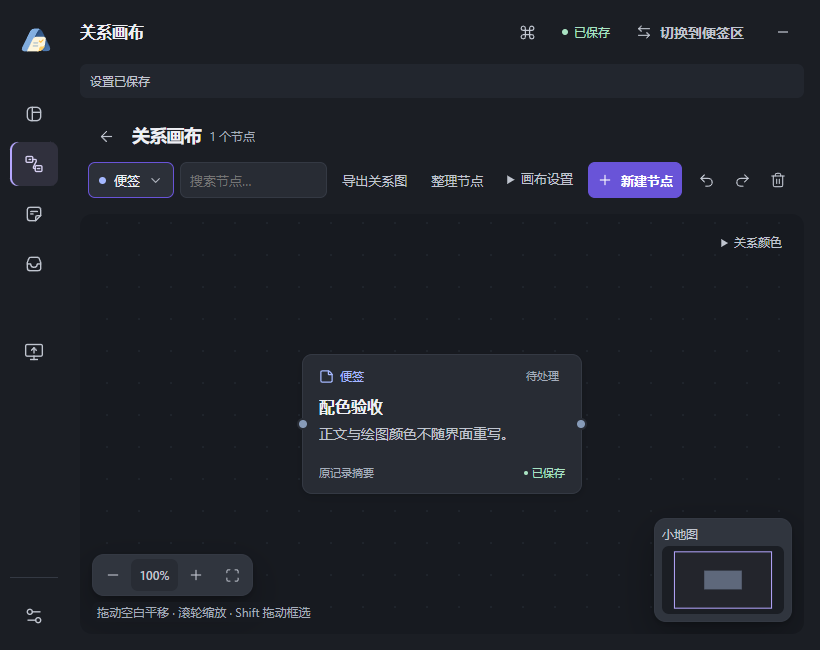 关系画布
已保存
切换到便签区
设置已保存
关系画布 1 个节点
便签
搜索节点...
导出关系图
整理节点
画布设置
新建节点
关系颜色
便签
待处理
配色验收
正文与绘图颜色不随界面重写。
原记录摘要
已保存
小地图
100%
拖动空白平移 · 滚轮缩放 · Shift 拖动框选